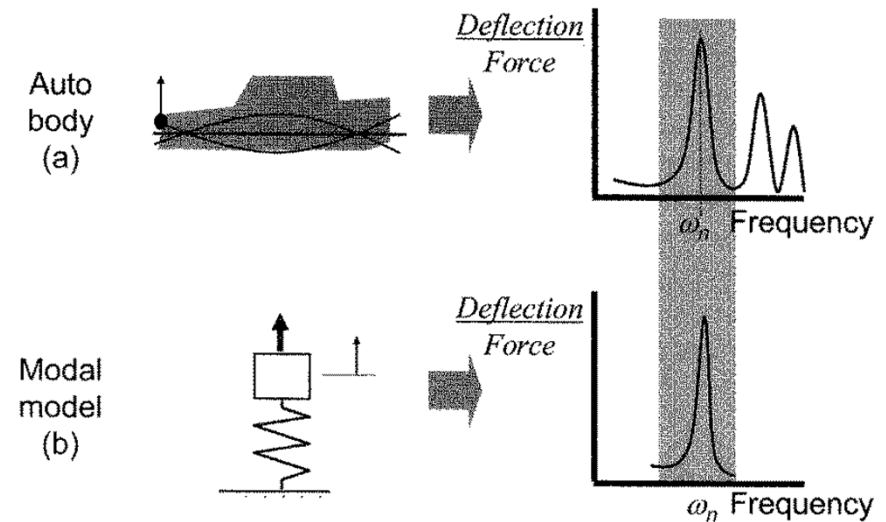 Auto
body
(a)
Deflection
Force
ωₙ Frequency
Modal
model
(b)
Deflection
Force
ωₙ Frequency